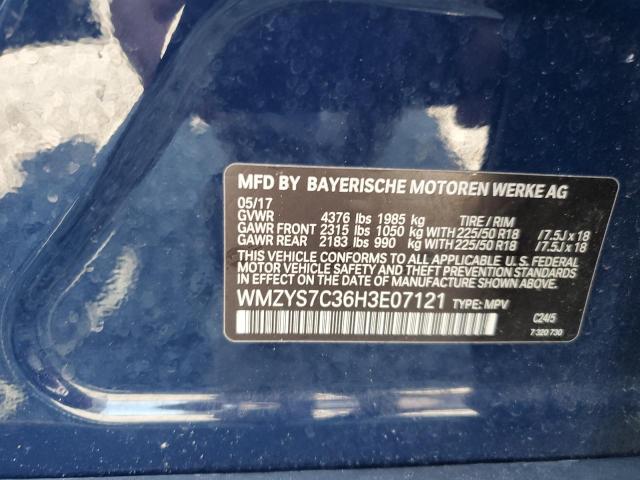 MFD BY BAYERISCHE MOTOREN WERKE AG
05/17
GVWR 4376 lbs 1985 kg TIRE / RIM
GAWR FRONT 2315 lbs 1050 kg WITH 225/50 R18 /7.5J x 18
GAWR REAR 2183 lbs 990 kg WITH 225/50 R18 /7.5J x 18
THIS VEHICLE CONFORMS TO ALL APPLICABLE U. S. FEDERAL
MOTOR VEHICLE SAFETY AND THEFT PREVENTION STANDARDS
IN EFFECT ON THE DATE OF MANUFACTURE SHOWN ABOVE.
WMZYS7C36H3E07121 TYPE: MPV
C24/5
7 320 730